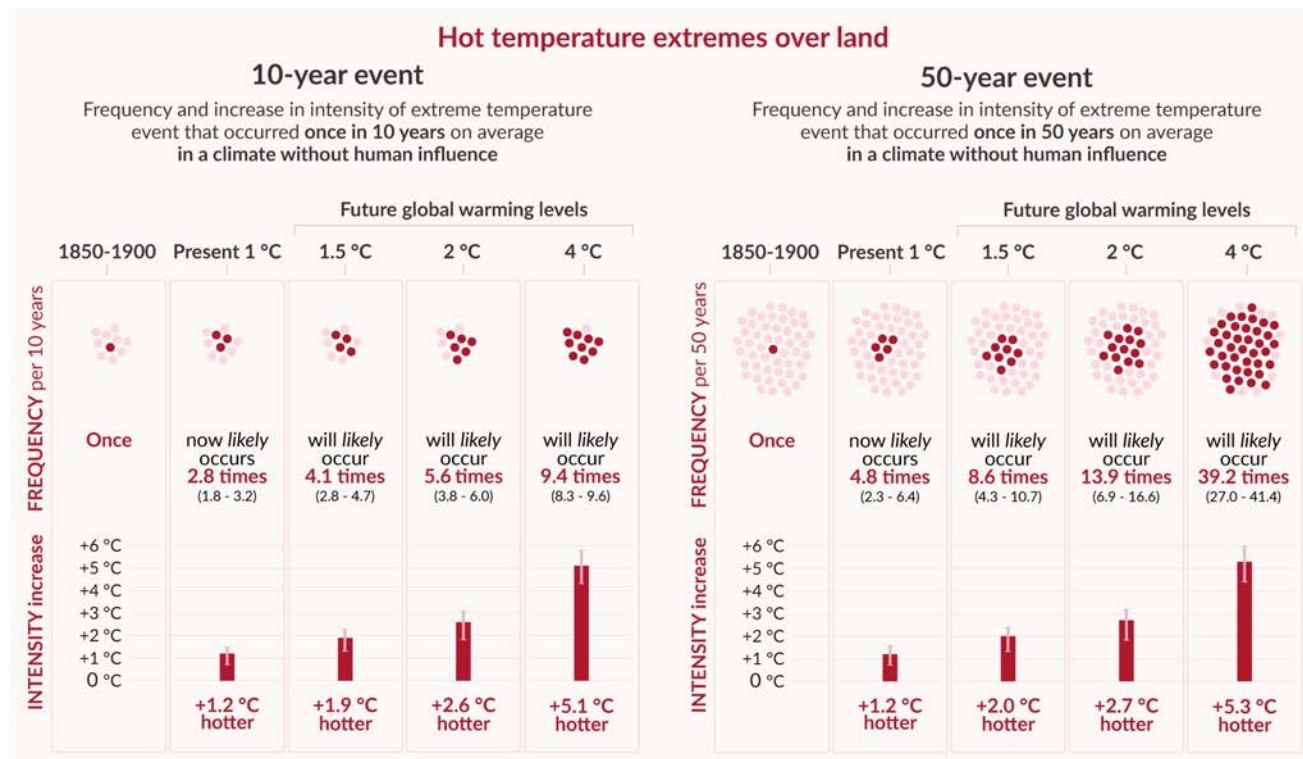 Hot temperature extremes over land
10-year event
Frequency and increase in intensity of extreme temperature
event that occurred once in 10 years on average
in a climate without human influence
Future global warming levels
1850-1900 Present 1 °C 1.5 °C 2 °C 4 °C
FREQUENCY per 10 years
Once
now likely
occurs
2.8 times
(1.8 - 3.2)
will likely
occur
4.1 times
(2.8 - 4.7)
will likely
occur
5.6 times
(3.8 - 6.0)
will likely
occur
9.4 times
(8.3 - 9.6)
INTENSITY increase
+6 °C
+5 °C
+4 °C
+3 °C
+2 °C
+1 °C
0 °C
+1.2 °C
hotter
+1.9 °C
hotter
+2.6 °C
hotter
+5.1 °C
hotter
50-year event
Frequency and increase in intensity of extreme temperature
event that occurred once in 50 years on average
in a climate without human influence
Future global warming levels
1850-1900 Present 1 °C 1.5 °C 2 °C 4 °C
FREQUENCY per 50 years
Once
now likely
occurs
4.8 times
(2.3 - 6.4)
will likely
occur
8.6 times
(4.3 - 10.7)
will likely
occur
13.9 times
(6.9 - 16.6)
will likely
occur
39.2 times
(27.0 - 41.4)
INTENSITY increase
+6 °C
+5 °C
+4 °C
+3 °C
+2 °C
+1 °C
0 °C
+1.2 °C
hotter
+2.0 °C
hotter
+2.7 °C
hotter
+5.3 °C
hotter